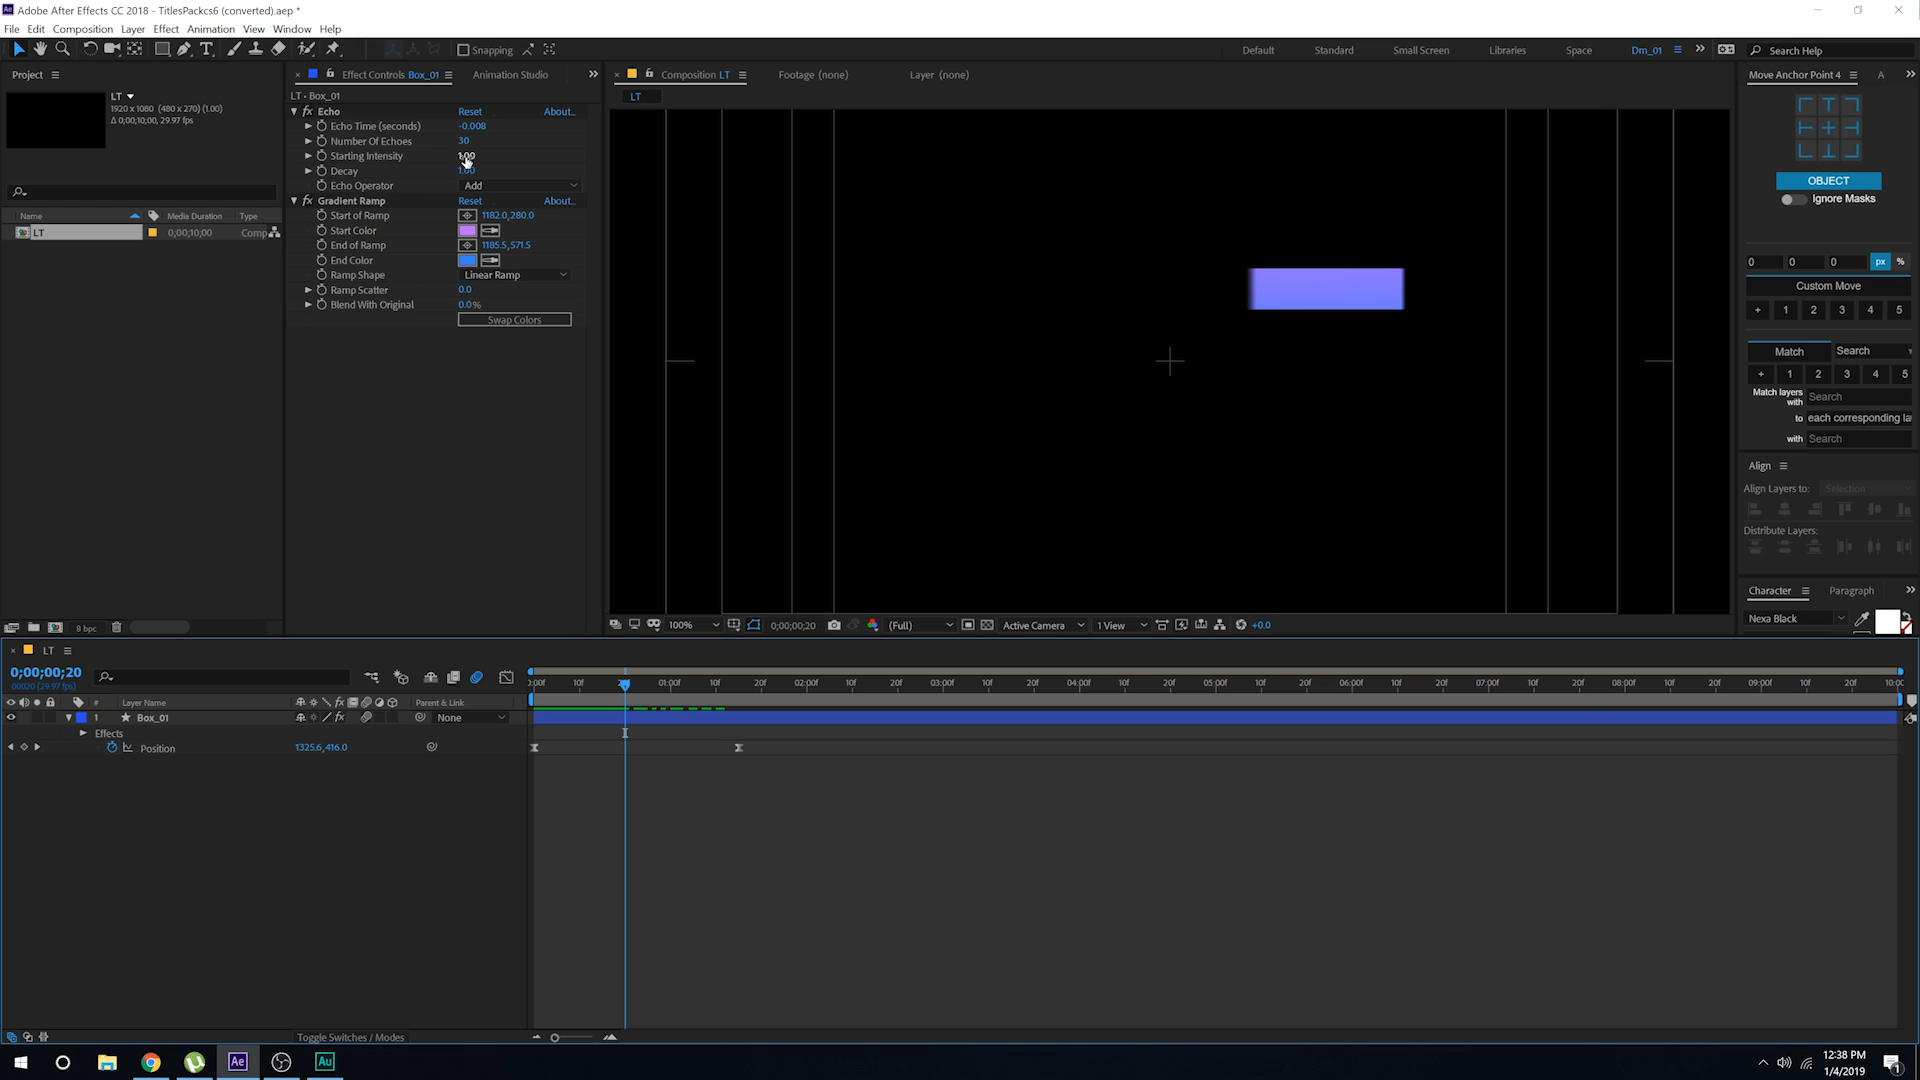 Adobe After Effects CC 2018 - TitlesPackcs6 (converted).aep *
File Edit Composition Layer Effect Animation View Window Help
Snapping Default Standard Small Screen Libraries Space Dm_01 Search Help
Project
LT
1920 x 1080 (480 x 270) (1.00)
Δ 0;00;10;00, 29.97 fps
Name Media Duration Type
LT 0;00;10;00 Comp
8 bpc
Effect Controls Box_01 Animation Studio
LT • Box_01
fx Echo Reset About...
Echo Time (seconds) -0.008
Number Of Echoes 30
Starting Intensity 1.00
Decay 1.00
Echo Operator Add
fx Gradient Ramp Reset About...
Start of Ramp 1182.0,280.0
Start Color
End of Ramp 1185.5,571.5
End Color
Ramp Shape Linear Ramp
Ramp Scatter 0.0
Blend With Original 0.0%
Swap Colors
Composition LT Footage (none) Layer (none)
LT
100% 0;00;00;20 (Full) Active Camera 1 View +0.0
Move Anchor Point 4 A
OBJECT
Ignore Masks
0 0 0 px %
Custom Move
+ 1 2 3 4 5
Match Search
+ 1 2 3 4 5
Match layers with Search
to each corresponding la
with Search
Align
Align Layers to: Selection
Distribute Layers:
Character Paragraph
Nexa Black
LT
0;00;00;20
00020 (29.97 fps)
:00f 10f 01:00f 10f 20f 02:00f 10f 20f 03:00f 10f 20f 04:00f 10f 20f 05:00f 10f 20f 06:00f 10f 20f 07:00f 10f 20f 08:00f 10f 20f 09:00f 10f 20f 10:00
# Layer Name Parent & Link
1 Box_01 fx None
Effects
Position 1325.6,416.0
Toggle Switches / Modes
Ae Au
12:38 PM
1/4/2019
1